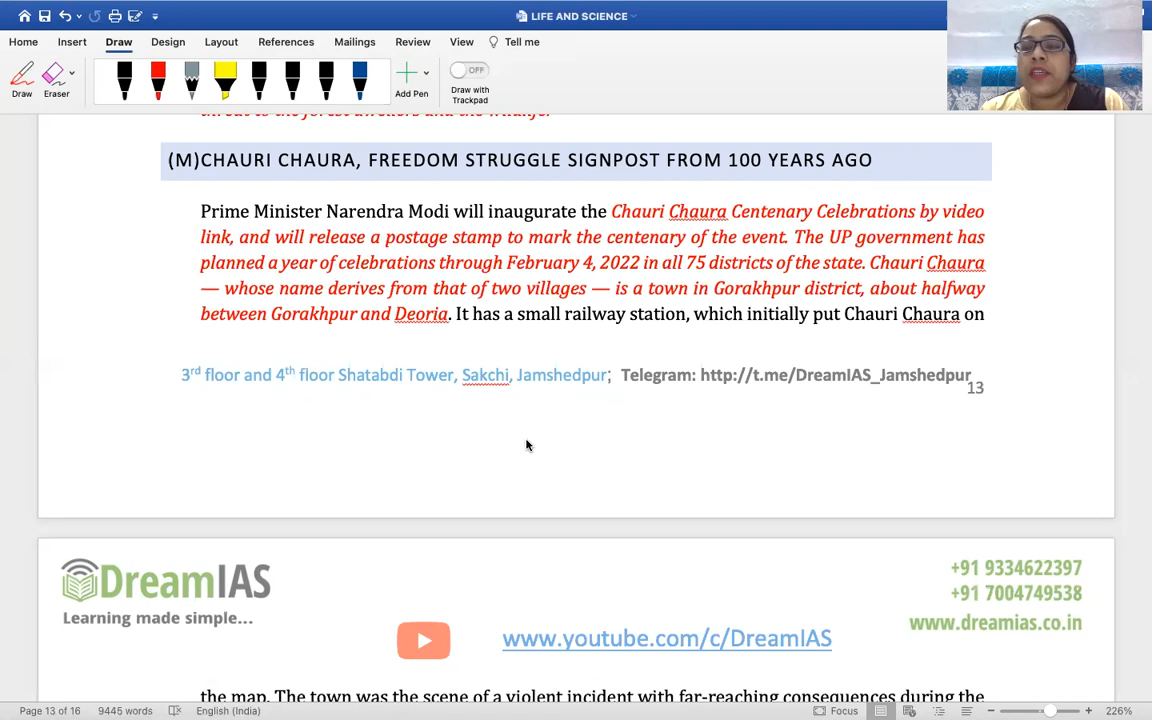 LIFE AND SCIENCE
Home Insert Draw Design Layout References Mailings Review View Tell me
OFF
Draw Eraser Add Pen Draw with
Trackpad
threat to the forest dwellers and the wildlife.
(M)CHAURI CHAURA, FREEDOM STRUGGLE SIGNPOST FROM 100 YEARS AGO
Prime Minister Narendra Modi will inaugurate the Chauri Chaura Centenary Celebrations by video
link, and will release a postage stamp to mark the centenary of the event. The UP government has
planned a year of celebrations through February 4, 2022 in all 75 districts of the state. Chauri Chaura
— whose name derives from that of two villages — is a town in Gorakhpur district, about halfway
between Gorakhpur and Deoria. It has a small railway station, which initially put Chauri Chaura on
3rd floor and 4th floor Shatabdi Tower, Sakchi, Jamshedpur; Telegram: http://t.me/DreamIAS_Jamshedpur
13
DreamIAS
Learning made simple...
www.youtube.com/c/DreamIAS
+91 9334622397
+91 7004749538
www.dreamias.co.in
the map. The town was the scene of a violent incident with far-reaching consequences during the
Page 13 of 16 9445 words English (India) Focus 226%